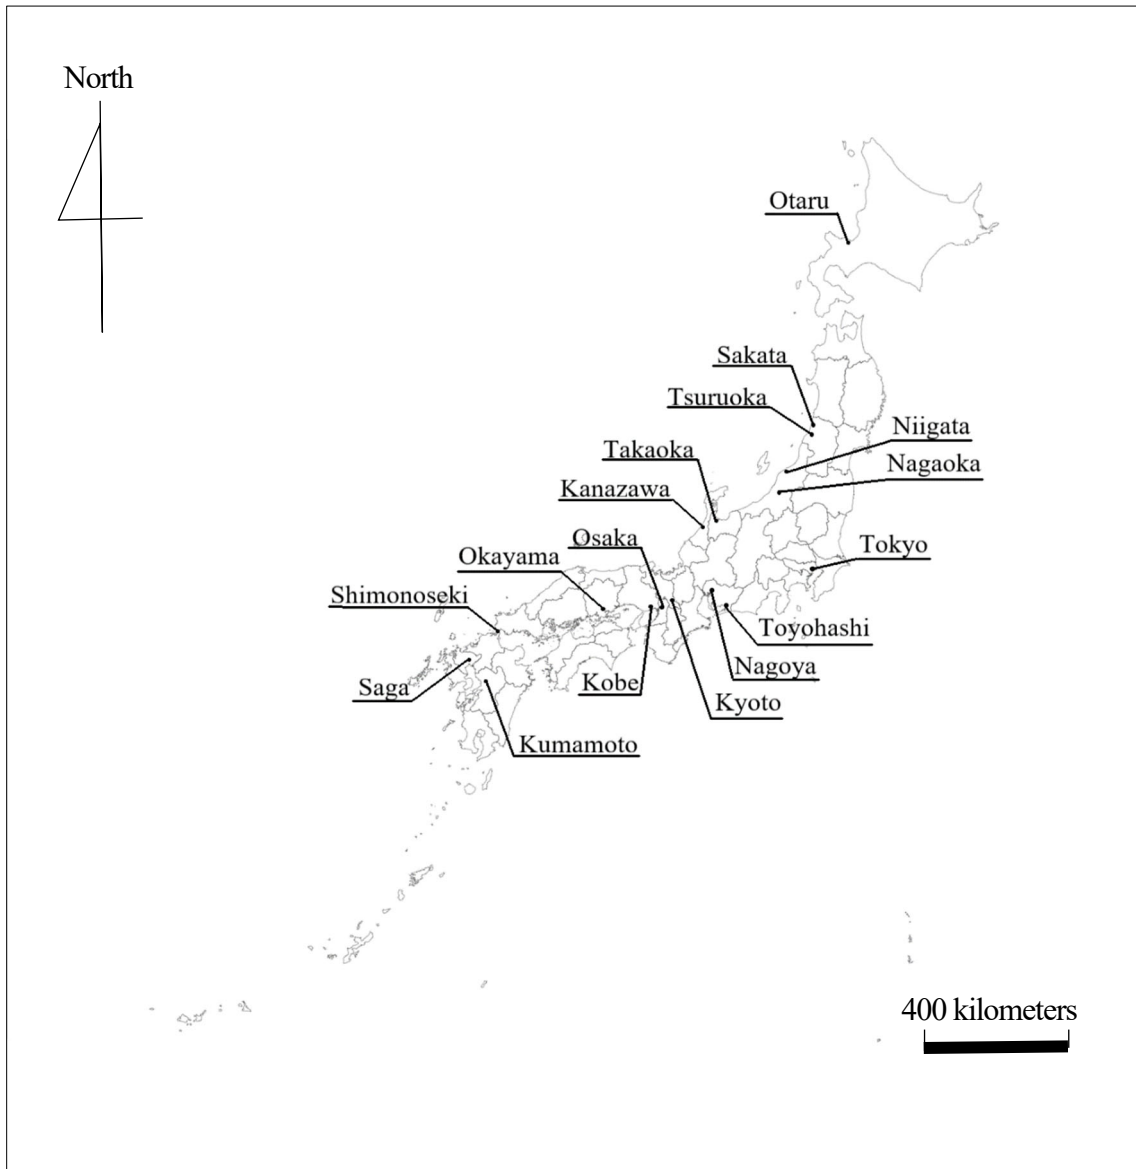 North
Otaru
Sakata
Tsuruoka
Niigata
Takaoka
Nagaoka
Kanazawa
Osaka
Tokyo
Okayama
Shimonoseki
Toyohashi
Nagoya
Kobe
Saga
Kyoto
Kumamoto
400 kilometers